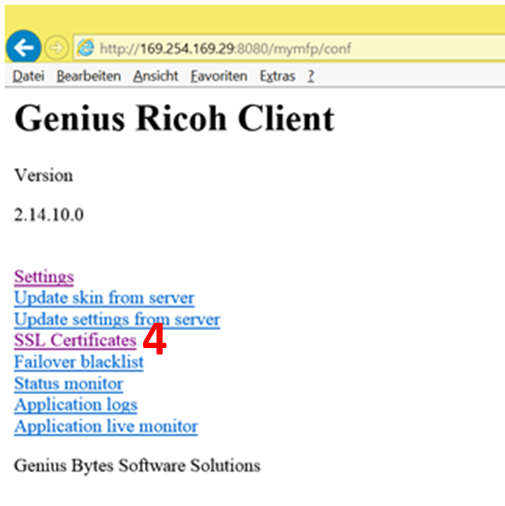 http://169.254.169.29:8080/mymfp/conf
Datei Bearbeiten Ansicht Favoriten Extras ?
Genius Ricoh Client
Version
2.14.10.0
Settings
Update skin from server
Update settings from server
SSL Certificates 4
Failover blacklist
Status monitor
Application logs
Application live monitor
Genius Bytes Software Solutions